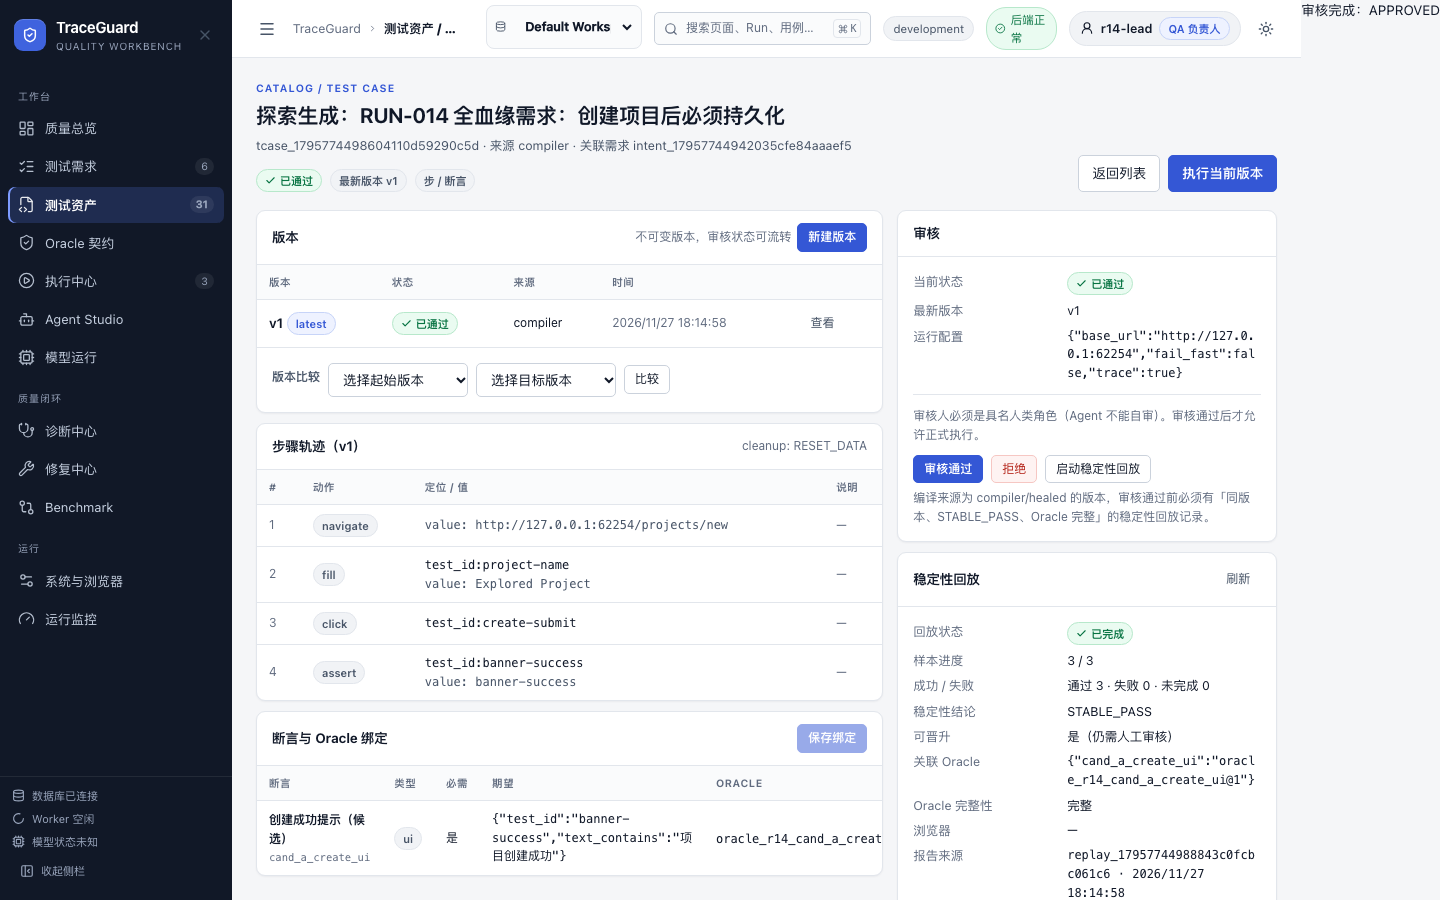 TraceGuard
QUALITY WORKBENCH
工作台
质量总览
测试需求 6
测试资产 31
Oracle 契约
执行中心 3
Agent Studio
模型运行
质量闭环
诊断中心
修复中心
Benchmark
运行
系统与浏览器
运行监控
数据库已连接
Worker 空闲
模型状态未知
收起侧栏
TraceGuard › 测试资产 / ...
Default Works
搜索页面、Run、用例... ⌘ K
development
后端正
常
r14-lead QA 负责人
审核完成：APPROVED
CATALOG / TEST CASE
探索生成：RUN-014 全血缘需求：创建项目后必须持久化
tcase_1795774498604110d59290c5d · 来源 compiler · 关联需求 intent_17957744942035cfe84aaaef5
已通过 最新版本 v1 步 / 断言
返回列表 执行当前版本
版本 不可变版本，审核状态可流转 新建版本
版本 状态 来源 时间
v1 latest 已通过 compiler 2026/11/27 18:14:58 查看
版本比较 选择起始版本 选择目标版本 比较
步骤轨迹（v1） cleanup: RESET_DATA
# 动作 定位 / 值 说明
1 navigate value: http://127.0.0.1:62254/projects/new —
2 fill test_id:project-name —
value: Explored Project
3 click test_id:create-submit —
4 assert test_id:banner-success —
value: banner-success
断言与 Oracle 绑定 保存绑定
断言 类型 必需 期望 ORACLE
创建成功提示（候
选）
cand_a_create_ui
ui 是
{"test_id":"banner-
success","text_contains":"项
目创建成功"}
oracle_r14_cand_a_creat
审核
当前状态 已通过
最新版本 v1
运行配置 {"base_url":"http://127.0.
0.1:62254","fail_fast":fal
se,"trace":true}
审核人必须是具名人类角色（Agent 不能自审）。审核通过后才允
许正式执行。
审核通过 拒绝 启动稳定性回放
编译来源为 compiler/healed 的版本，审核通过前必须有「同版
本、STABLE_PASS、Oracle 完整」的稳定性回放记录。
稳定性回放 刷新
回放状态 已完成
样本进度 3 / 3
成功 / 失败 通过 3 · 失败 0 · 未完成 0
稳定性结论 STABLE_PASS
可晋升 是（仍需人工审核）
关联 Oracle {"cand_a_create_ui":"oracl
e_r14_cand_a_create_ui@1"}
Oracle 完整性 完整
浏览器 —
报告来源 replay_17957744988843c0fcb
c061c6 · 2026/11/27
18:14:58